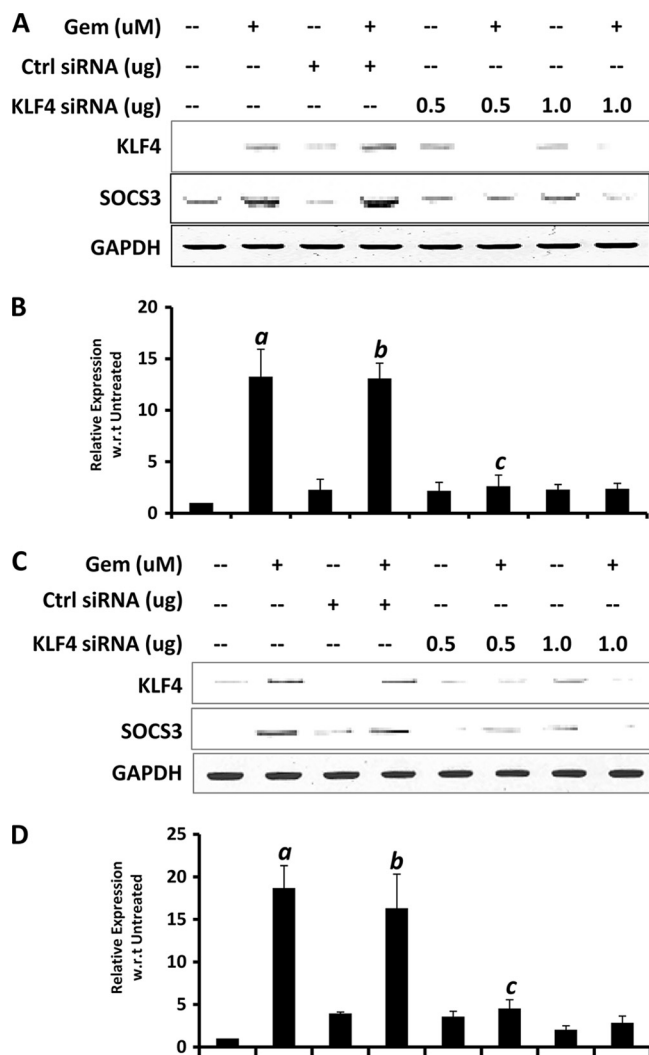 A
Gem (uM) -- + -- + -- + -- +
Ctrl siRNA (ug) -- -- + + -- -- -- --
KLF4 siRNA (ug) -- -- -- -- 0.5 0.5 1.0 1.0
KLF4
SOCS3
GAPDH
B
Relative Expression
w.r.t Untreated
20
15
10
5
0
a
b
c
C
Gem (uM) -- + -- + -- + -- +
Ctrl siRNA (ug) -- -- + + -- -- -- --
KLF4 siRNA (ug) -- -- -- -- 0.5 0.5 1.0 1.0
KLF4
SOCS3
GAPDH
D
Relative Expression
w.r.t Untreated
25
20
15
10
5
0
a
b
c